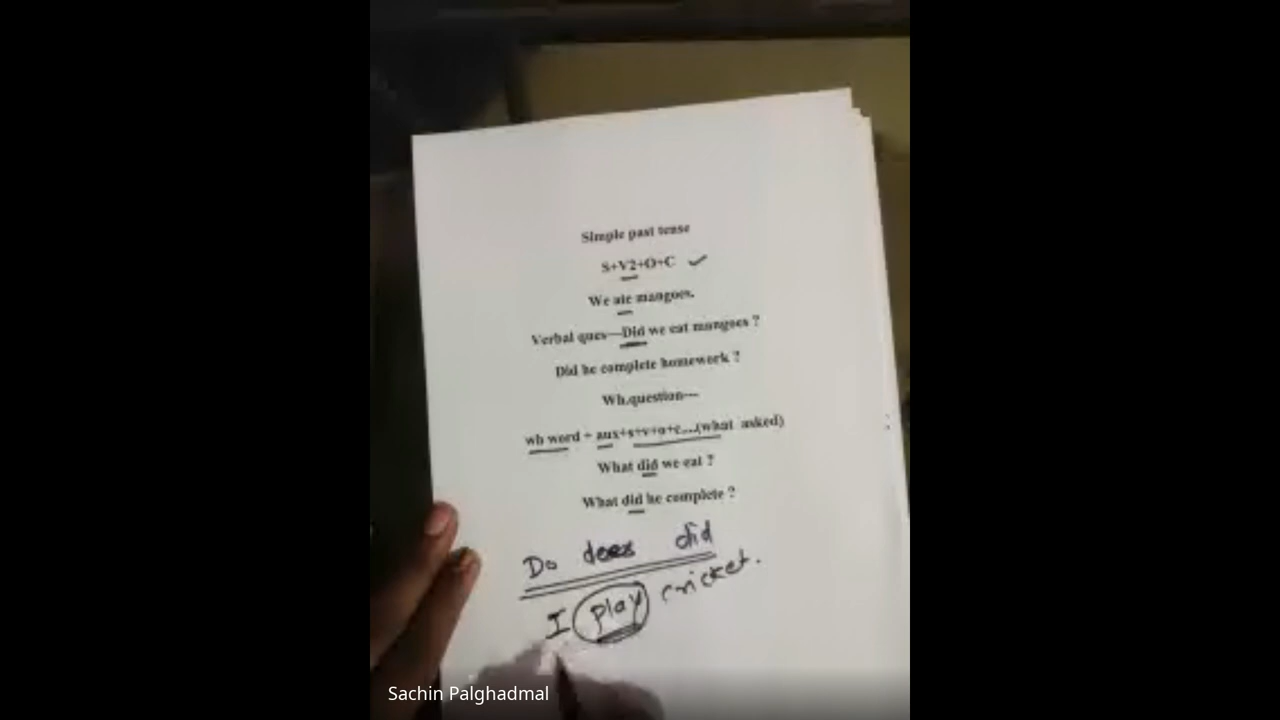 Simple past tense
S+V2+O+C ✓
We ate mangoes.
Verbal ques---Did we eat mangoes ?
Did he complete homework ?
Wh.question---
wh word + aux+s+v+o+c....(what asked)
What did we eat ?
What did he complete ?
Do does did
I play cricket.
Sachin Palghadmal